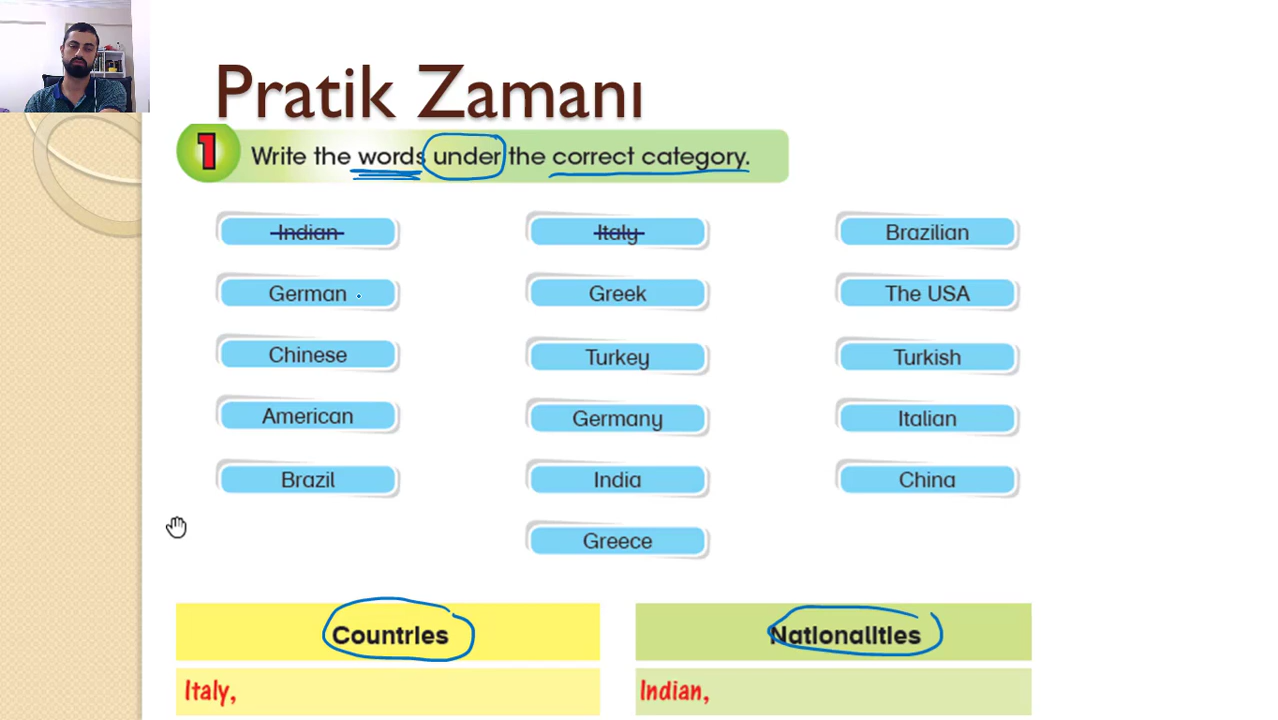 Pratik Zamanı
1 Write the words under the correct category.
Indian Italy Brazilian
German Greek The USA
Chinese Turkey Turkish
American Germany Italian
Brazil India China
Greece
Countries Nationalities
Italy, Indian,